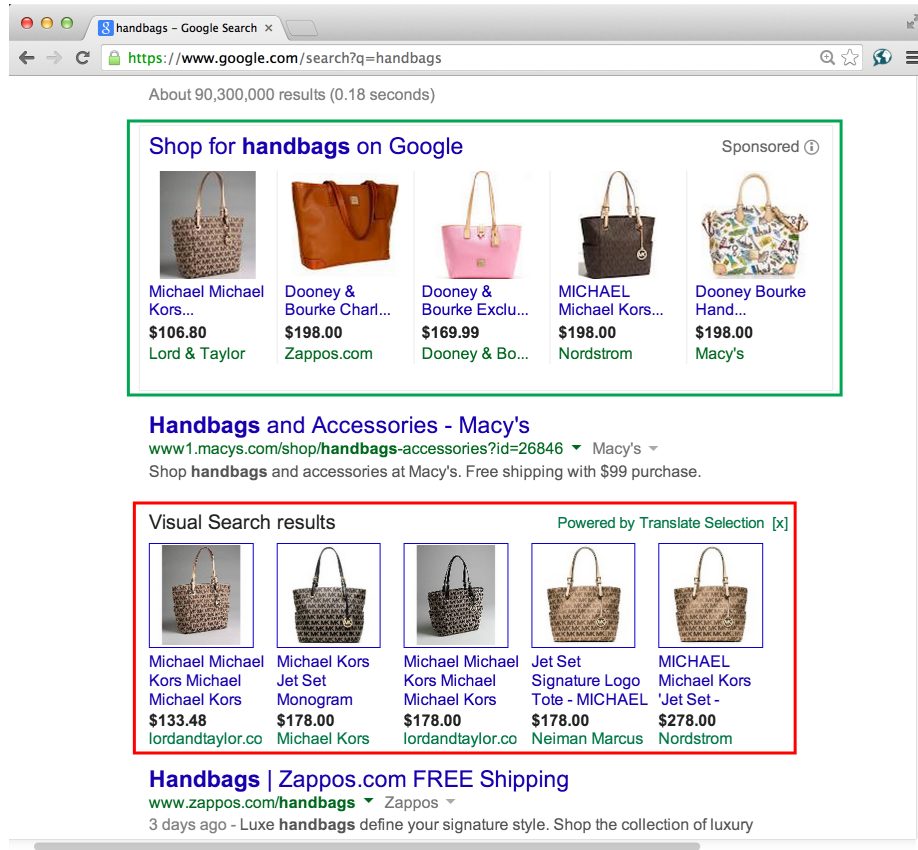 handbags - Google Search
https://www.google.com/search?q=handbags
About 90,300,000 results (0.18 seconds)
Shop for handbags on Google
Sponsored
Michael Michael Kors...
$106.80
Lord & Taylor
Dooney & Bourke Charl...
$198.00
Zappos.com
Dooney & Bourke Exclu...
$169.99
Dooney & Bo...
MICHAEL Michael Kors...
$198.00
Nordstrom
Dooney Bourke Hand...
$198.00
Macy's
Handbags and Accessories - Macy's
www1.macys.com/shop/handbags-accessories?id=26846 Macy's
Shop handbags and accessories at Macy's. Free shipping with $99 purchase.
Visual Search results
Powered by Translate Selection [x]
Michael Michael
Kors Michael
Michael Kors
$133.48
lordandtaylor.co
Michael Kors
Jet Set
Monogram
$178.00
Michael Kors
Michael Michael
Kors Michael
Michael Kors
$178.00
lordandtaylor.co
Jet Set
Signature Logo
Tote - MICHAEL
$178.00
Neiman Marcus
MICHAEL
Michael Kors
'Jet Set -
$278.00
Nordstrom
Handbags | Zappos.com FREE Shipping
www.zappos.com/handbags Zappos
3 days ago - Luxe handbags define your signature style. Shop the collection of luxury